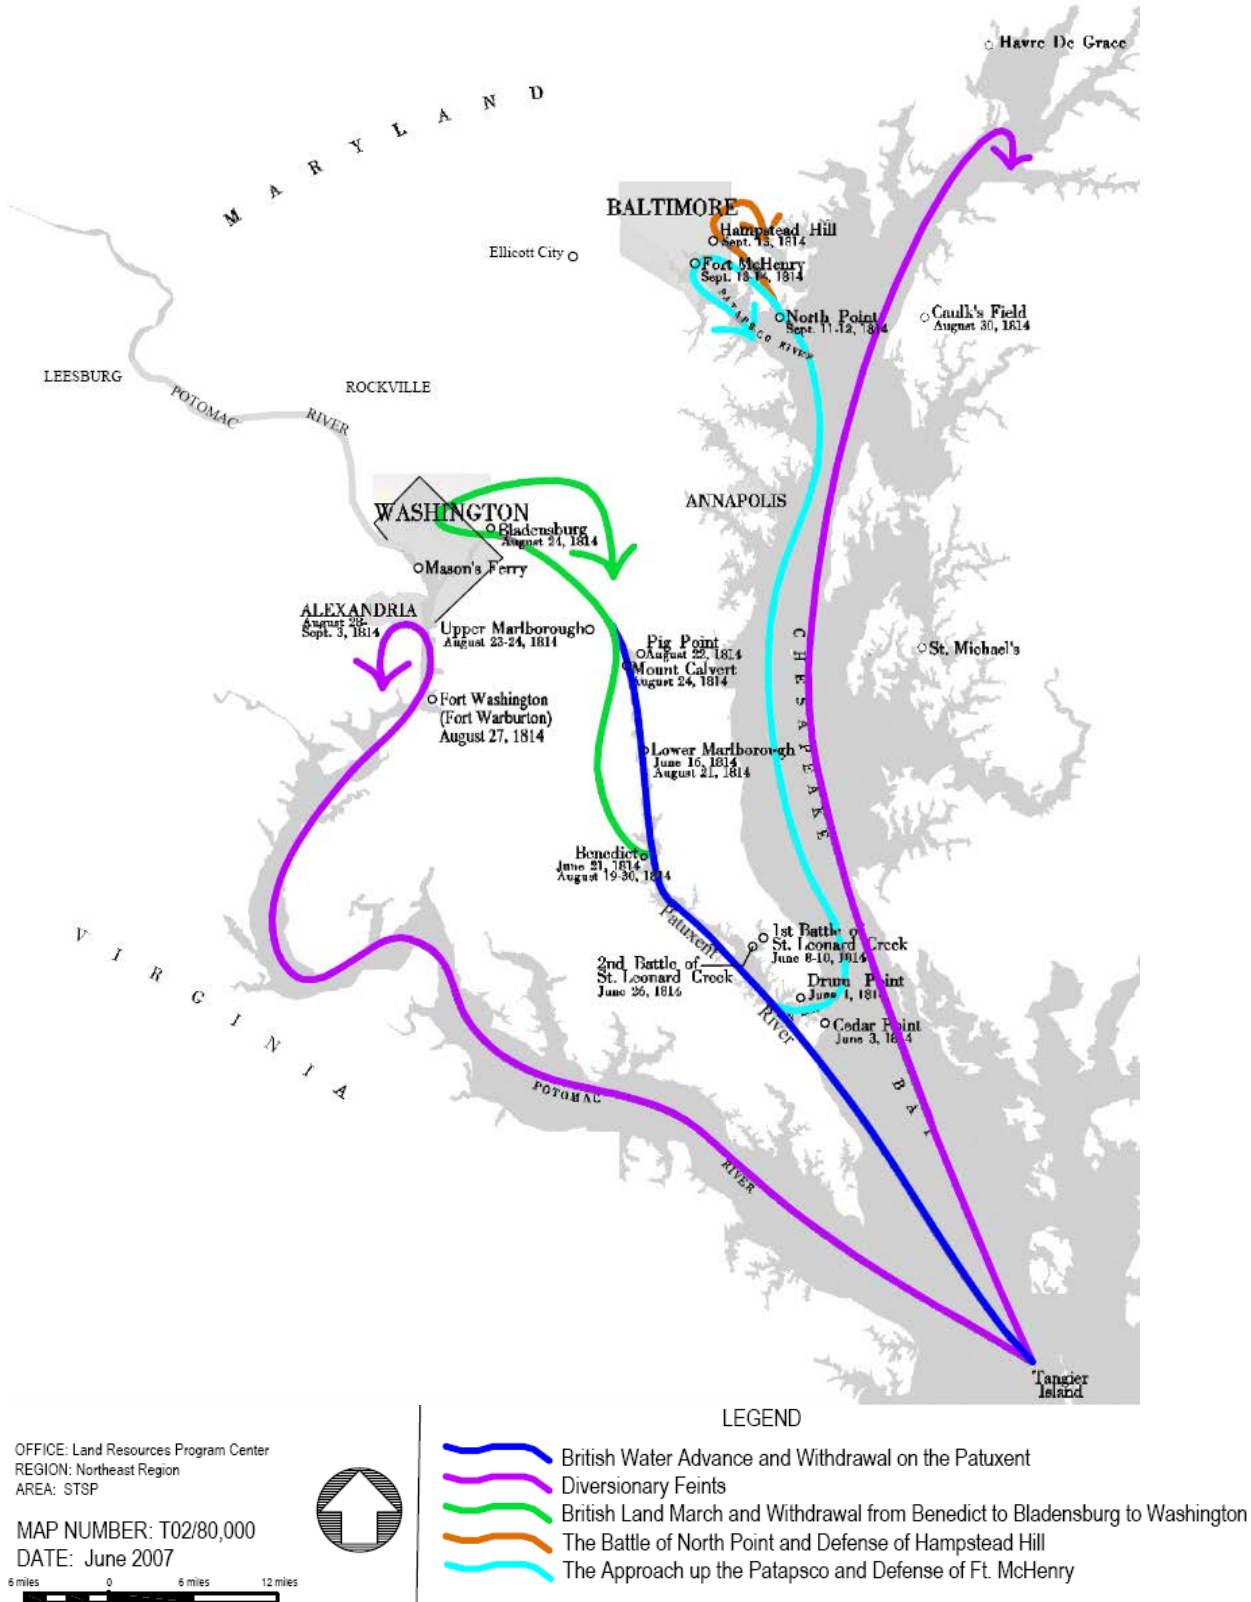 Havre De Grace
MARYLAND
BALTIMORE
Hampstead Hill
Sept. 13, 1814
Ellicott City
Fort McHenry
Sept. 13-14, 1814
PATAPSCO RIVER
North Point
Sept. 11-12, 1814
Caulk's Field
August 30, 1814
LEESBURG
ROCKVILLE
POTOMAC
RIVER
WASHINGTON
ANNAPOLIS
Bladensburg
August 24, 1814
Mason's Ferry
ALEXANDRIA
August 28-
Sept. 3, 1814
Upper Marlborough
August 23-24, 1814
Pig Point
August 22, 1814
Mount Calvert
August 24, 1814
St. Michael's
Fort Washington
(Fort Warburton)
August 27, 1814
Lower Marlborough
June 16, 1814
August 21, 1814
CHESAPEAKE
Benedict
June 21, 1814
August 19-30, 1814
Patuxent
1st Battle of
St. Leonard Creek
June 8-10, 1814
2nd Battle of
St. Leonard Creek
June 26, 1814
Drum Point
June 1, 1814
River
Cedar Point
June 3, 1814
VIRGINIA
BAY
POTOMAC
RIVER
Tangier
Island
LEGEND
British Water Advance and Withdrawal on the Patuxent
Diversionary Feints
British Land March and Withdrawal from Benedict to Bladensburg to Washington
The Battle of North Point and Defense of Hampstead Hill
The Approach up the Patapsco and Defense of Ft. McHenry
OFFICE: Land Resources Program Center
REGION: Northeast Region
AREA: STSP
MAP NUMBER: T02/80,000
DATE: June 2007
6 miles 0 6 miles 12 miles